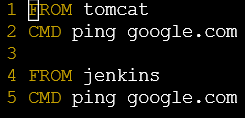 1 FROM tomcat
2 CMD ping google.com
3
4 FROM jenkins
5 CMD ping google.com